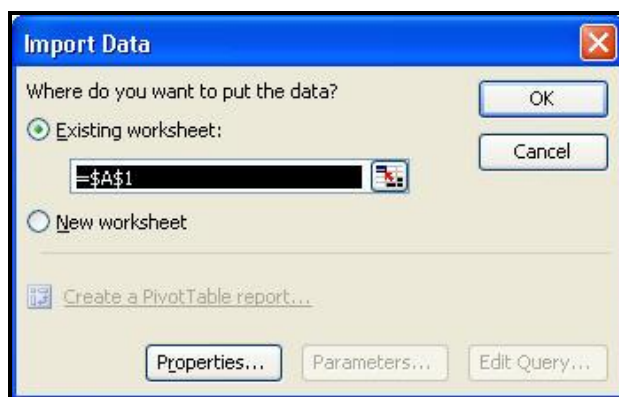 Import Data
Where do you want to put the data?
Existing worksheet:
=$A$1
New worksheet
Create a PivotTable report...
OK
Cancel
Properties...
Parameters...
Edit Query...